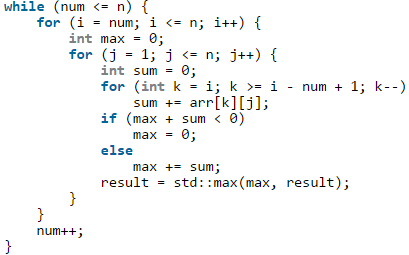 while (num <= n) {
    for (i = num; i <= n; i++) {
        int max = 0;
        for (j = 1; j <= n; j++) {
            int sum = 0;
            for (int k = i; k >= i - num + 1; k--)
                sum += arr[k][j];
            if (max + sum < 0)
                max = 0;
            else
                max += sum;
            result = std::max(max, result);
        }
    }
    num++;
}